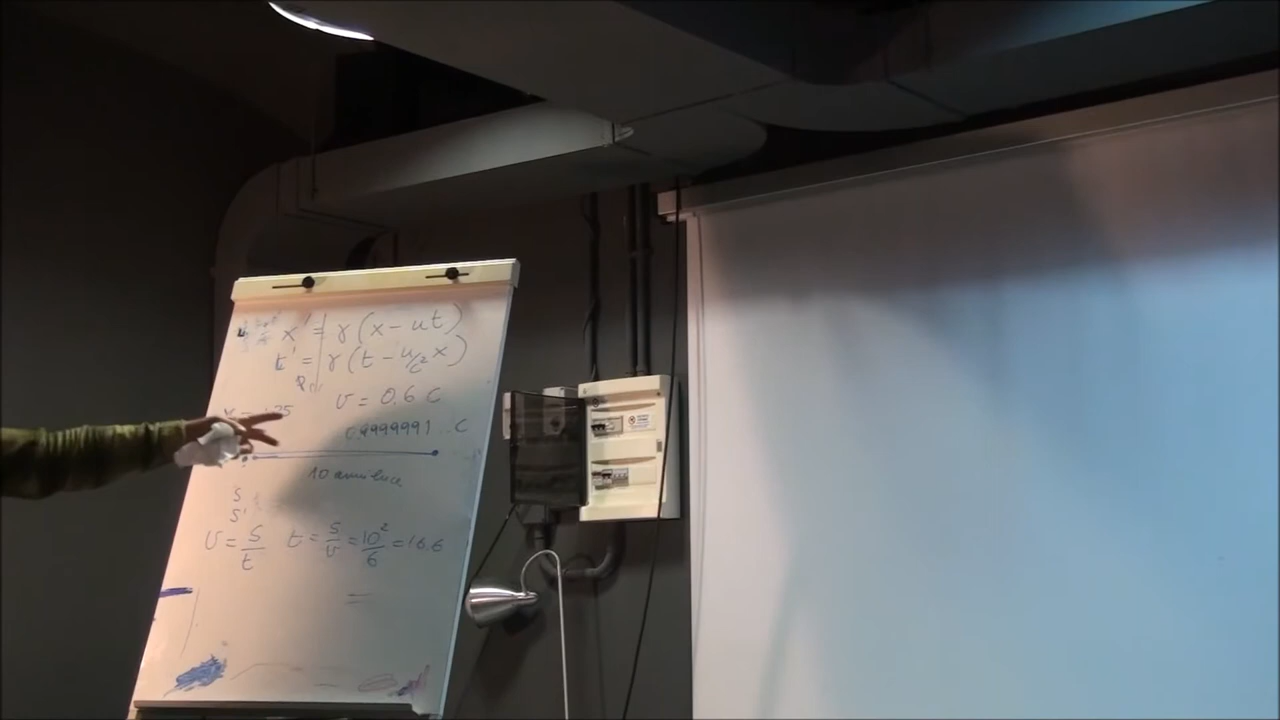 x' = γ(x − ut)
t' = γ(t − u/c² x)
v = 0.6 C
0.9999991..C
10 anni luce
S
S'
v = S/t  t = S/v = 10²/6 = 16.6